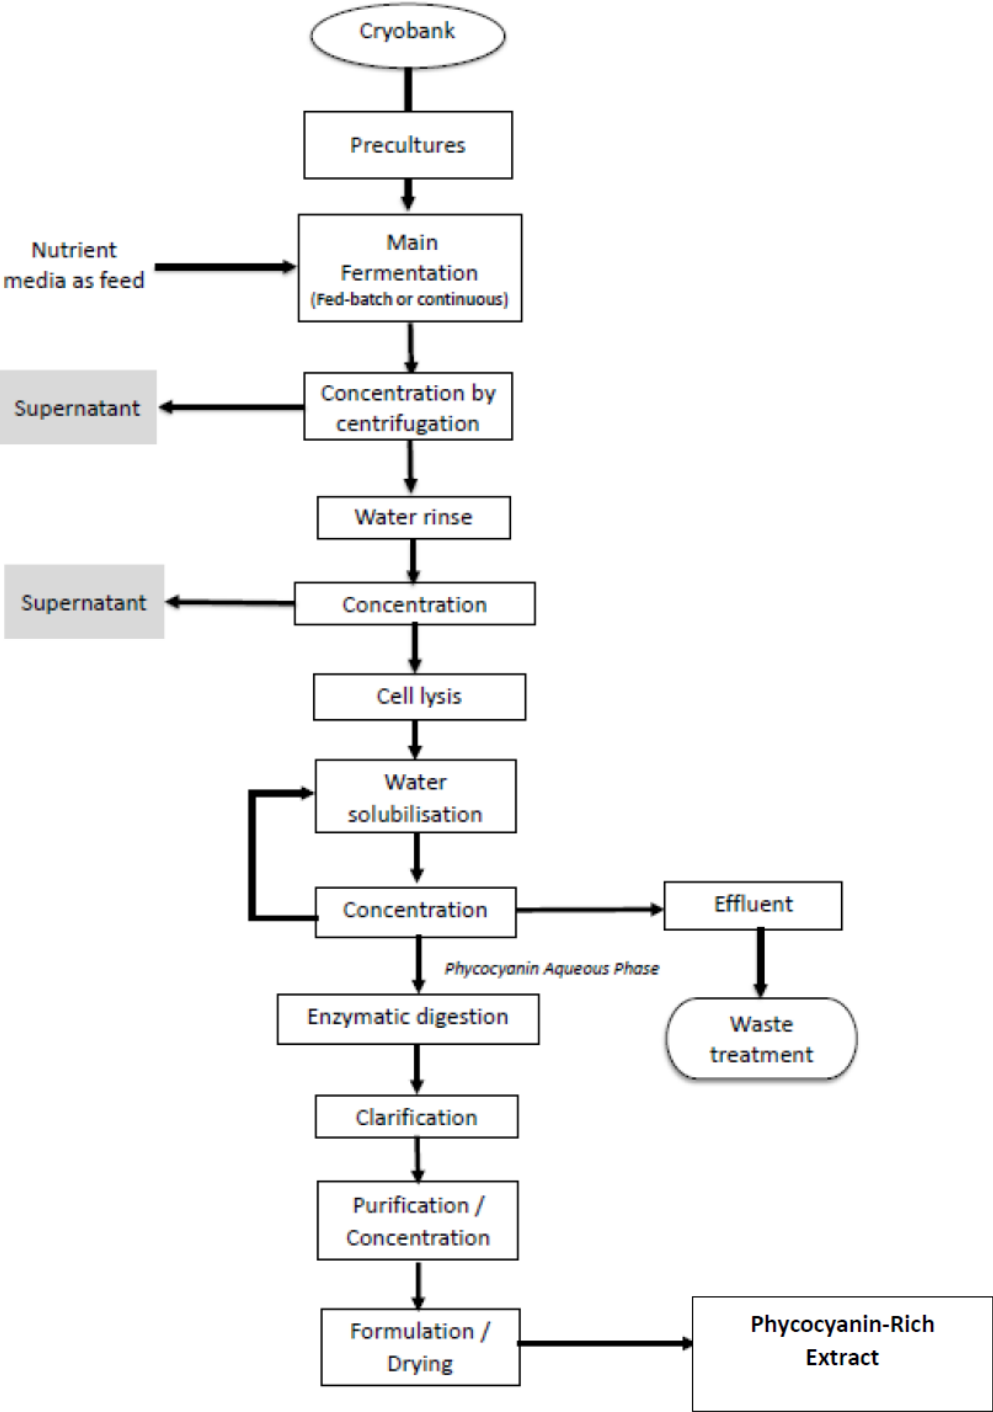 Cryobank
Precultures
Nutrient
media as feed
Main
Fermentation
(Fed-batch or continuous)
Supernatant
Concentration by
centrifugation
Water rinse
Supernatant
Concentration
Cell lysis
Water
solubilisation
Concentration
Effluent
Phycocyanin Aqueous Phase
Enzymatic digestion
Waste
treatment
Clarification
Purification /
Concentration
Formulation /
Drying
Phycocyanin-Rich
Extract